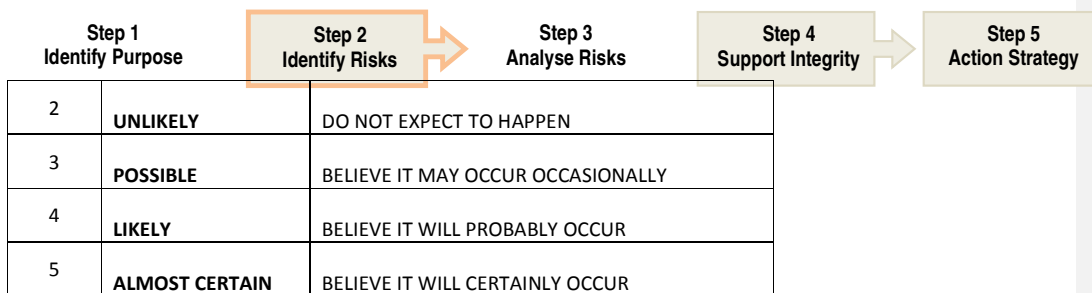 Step 1
Identify Purpose
Step 2
Identify Risks
Step 3
Analyse Risks
Step 4
Support Integrity
Step 5
Action Strategy
2 UNLIKELY DO NOT EXPECT TO HAPPEN
3 POSSIBLE BELIEVE IT MAY OCCUR OCCASIONALLY
4 LIKELY BELIEVE IT WILL PROBABLY OCCUR
5 ALMOST CERTAIN BELIEVE IT WILL CERTAINLY OCCUR